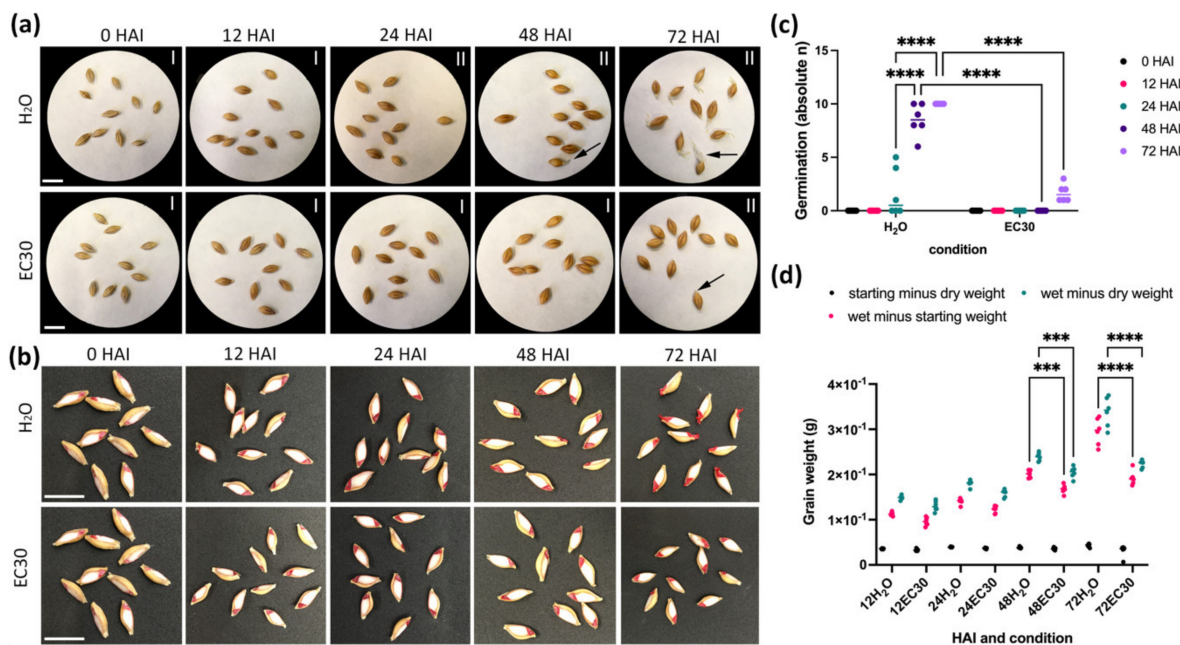 (a)
0 HAI 12 HAI 24 HAI 48 HAI 72 HAI
H₂O
I I II II II
EC30
I I I I II
(b)
0 HAI 12 HAI 24 HAI 48 HAI 72 HAI
H₂O
EC30
(c)
****
****
**** ****
15
10
5
0
Germination (absolute n)
H₂O EC30
condition
0 HAI
12 HAI
24 HAI
48 HAI
72 HAI
(d)
starting minus dry weight wet minus dry weight
wet minus starting weight
*** ****
*** ****
4×10⁻¹
3×10⁻¹
2×10⁻¹
1×10⁻¹
0
Grain weight (g)
12H₂O 12EC30 24H₂O 24EC30 48H₂O 48EC30 72H₂O 72EC30
HAI and condition